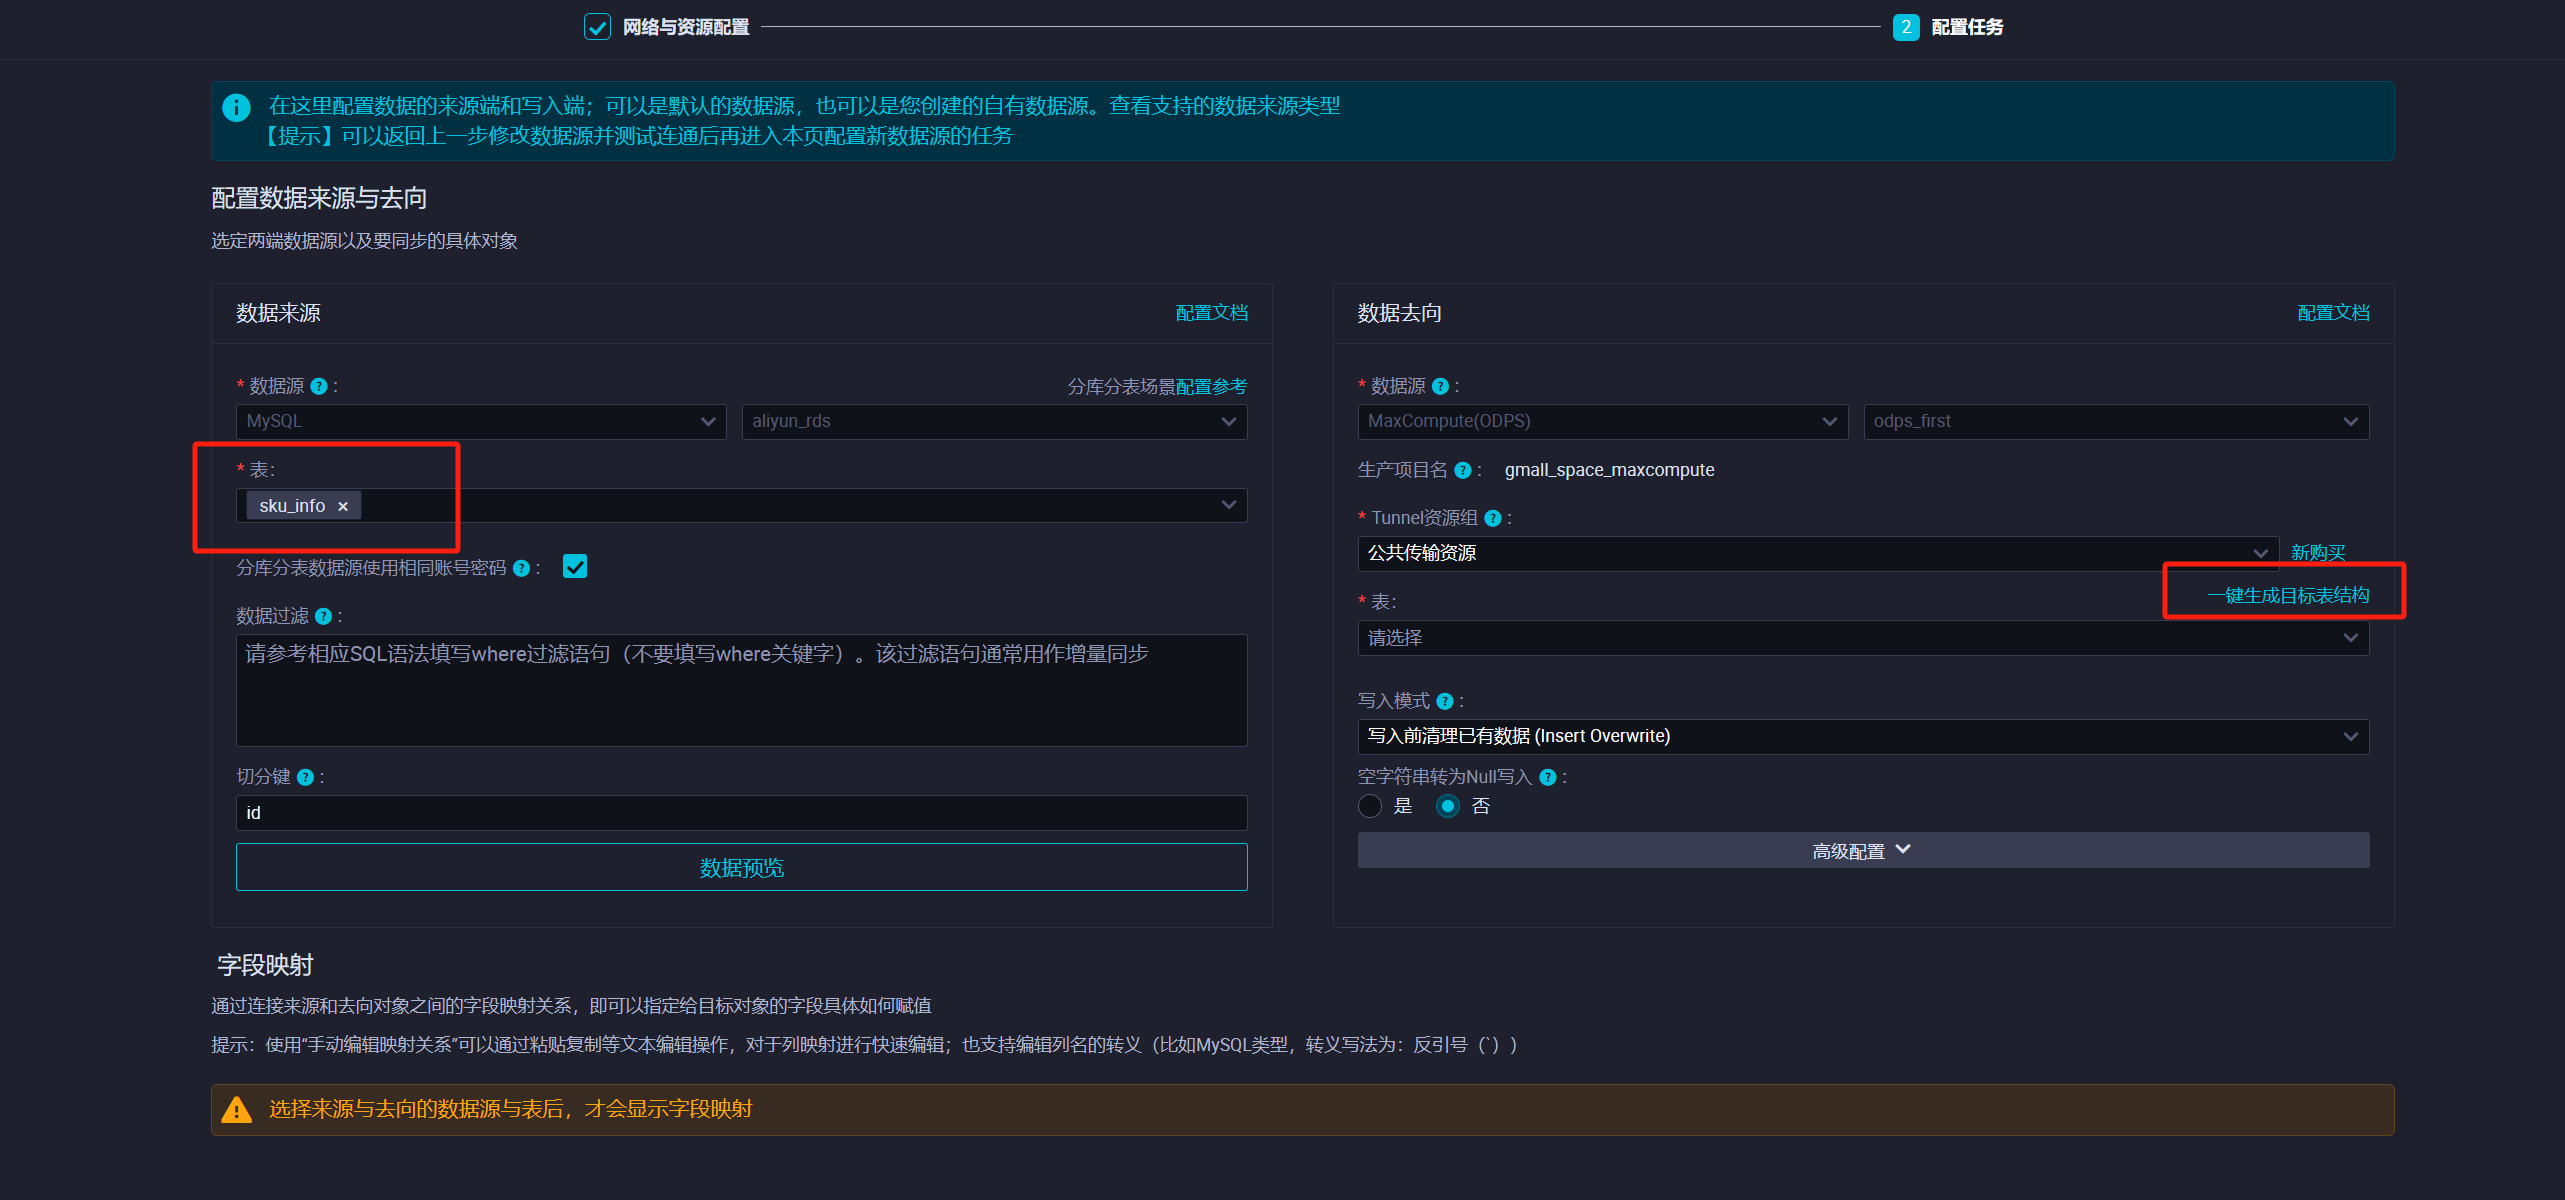 网络与资源配置
2 配置任务
在这里配置数据的来源端和写入端；可以是默认的数据源，也可以是您创建的自有数据源。查看支持的数据来源类型
【提示】可以返回上一步修改数据源并测试连通后再进入本页配置新数据源的任务
配置数据来源与去向
选定两端数据源以及要同步的具体对象
数据来源
配置文档
* 数据源 ? :
分库分表场景配置参考
MySQL
aliyun_rds
* 表:
sku_info ×
分库分表数据源使用相同账号密码 ? :
数据过滤 ? :
请参考相应SQL语法填写where过滤语句（不要填写where关键字）。该过滤语句通常用作增量同步
切分键 ? :
id
数据预览
数据去向
配置文档
* 数据源 ? :
MaxCompute(ODPS)
odps_first
生产项目名 ? :
gmall_space_maxcompute
* Tunnel资源组 ? :
公共传输资源
新购买
一键生成目标表结构
* 表:
请选择
写入模式 ? :
写入前清理已有数据 (Insert Overwrite)
空字符串转为Null写入 ? :
是
否
高级配置
字段映射
通过连接来源和去向对象之间的字段映射关系，即可以指定给目标对象的字段具体如何赋值
提示：使用“手动编辑映射关系”可以通过粘贴复制等文本编辑操作，对于列映射进行快速编辑；也支持编辑列名的转义（比如MySQL类型，转义写法为：反引号（`））
选择来源与去向的数据源与表后，才会显示字段映射